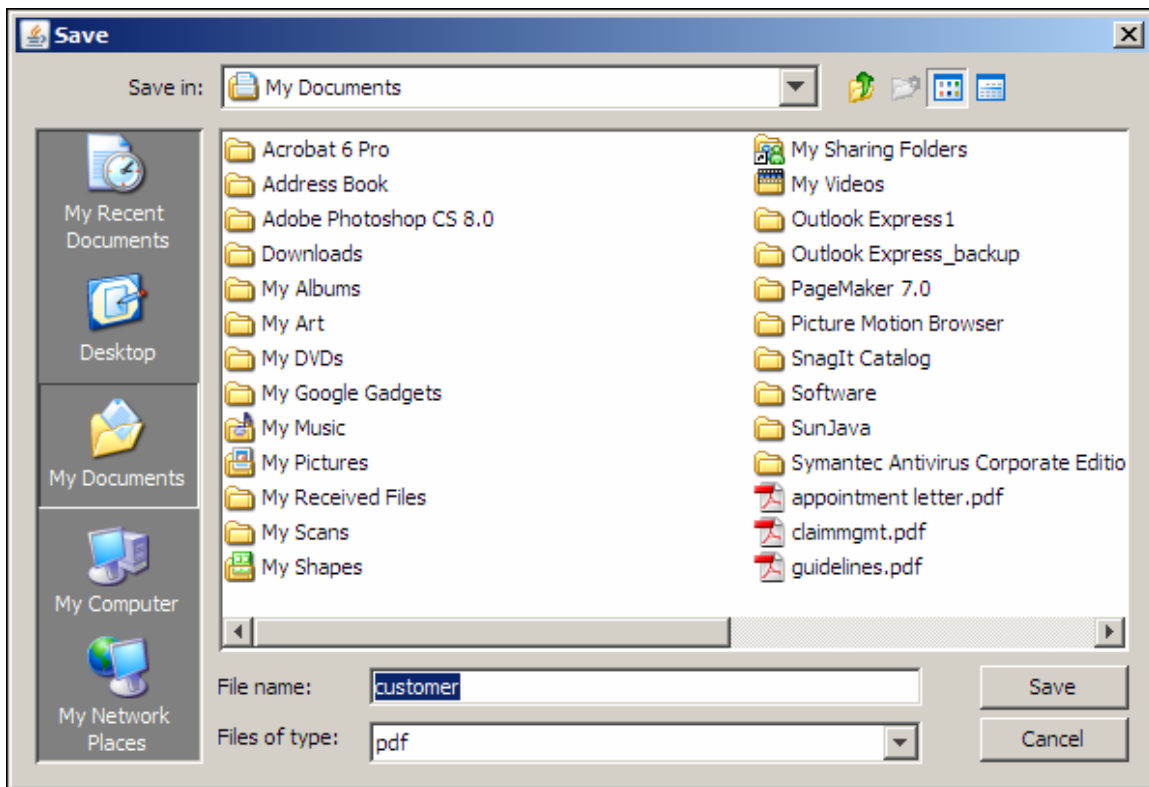 Save
Save in:
My Documents
My Recent
Documents
Desktop
My Documents
My Computer
My Network
Places
Acrobat 6 Pro
Address Book
Adobe Photoshop CS 8.0
Downloads
My Albums
My Art
My DVDs
My Google Gadgets
My Music
My Pictures
My Received Files
My Scans
My Shapes
My Sharing Folders
My Videos
Outlook Express1
Outlook Express_backup
PageMaker 7.0
Picture Motion Browser
SnagIt Catalog
Software
SunJava
Symantec Antivirus Corporate Editio
appointment letter.pdf
claimmgmt.pdf
guidelines.pdf
File name:
customer
Save
Files of type:
pdf
Cancel